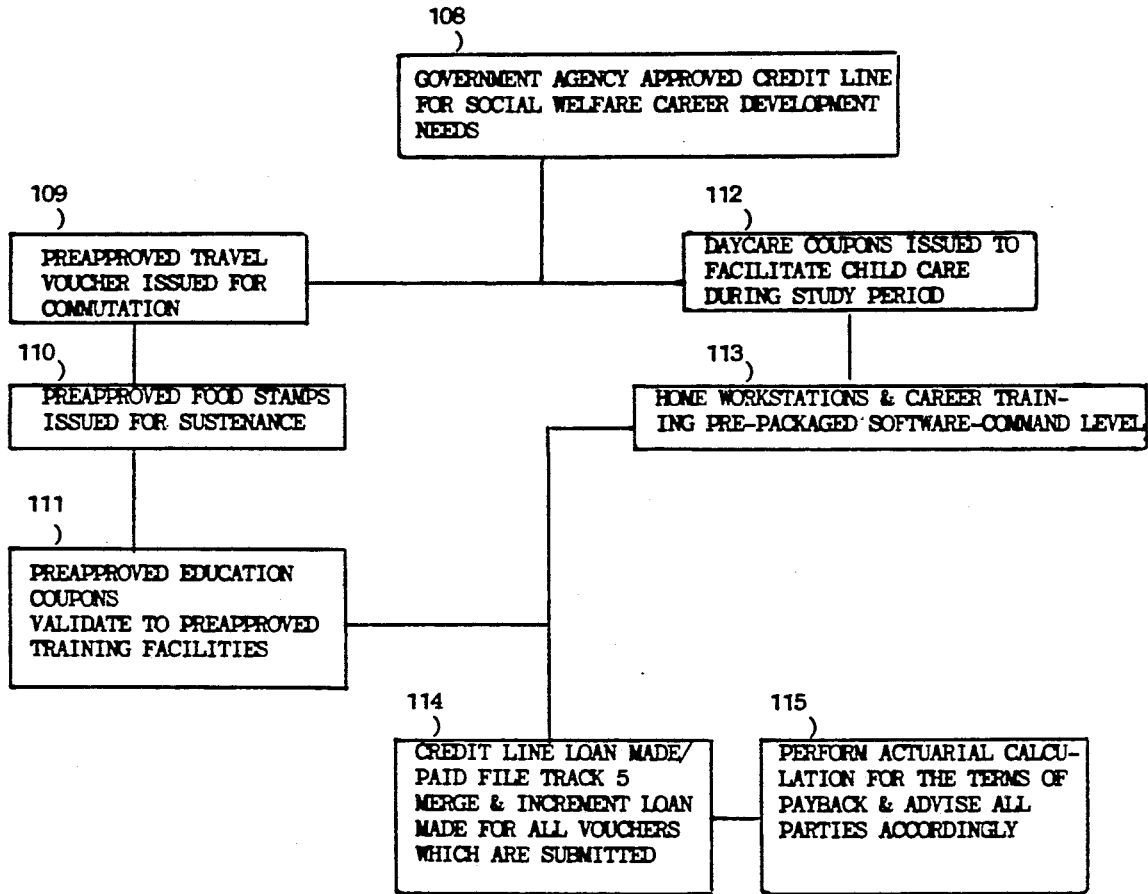 108
GOVERNMENT AGENCY APPROVED CREDIT LINE
FOR SOCIAL WELFARE CAREER DEVELOPMENT
NEEDS
109
PREAPPROVED TRAVEL
VOUCHER ISSUED FOR
COMMUTATION
112
DAYCARE COUPONS ISSUED TO
FACILITATE CHILD CARE
DURING STUDY PERIOD
110
PREAPPROVED FOOD STAMPS
ISSUED FOR SUSTENANCE
113
HOME WORKSTATIONS & CAREER TRAIN-
ING PRE-PACKAGED SOFTWARE-COMMAND LEVEL
111
PREAPPROVED EDUCATION
COUPONS
VALIDATE TO PREAPPROVED
TRAINING FACILITIES
114
CREDIT LINE LOAN MADE/
PAID FILE TRACK 5
MERGE & INCREMENT LOAN
MADE FOR ALL VOUCHERS
WHICH ARE SUBMITTED
115
PERFORM ACTUARIAL CALCU-
LATION FOR THE TERMS OF
PAYBACK & ADVISE ALL
PARTIES ACCORDINGLY